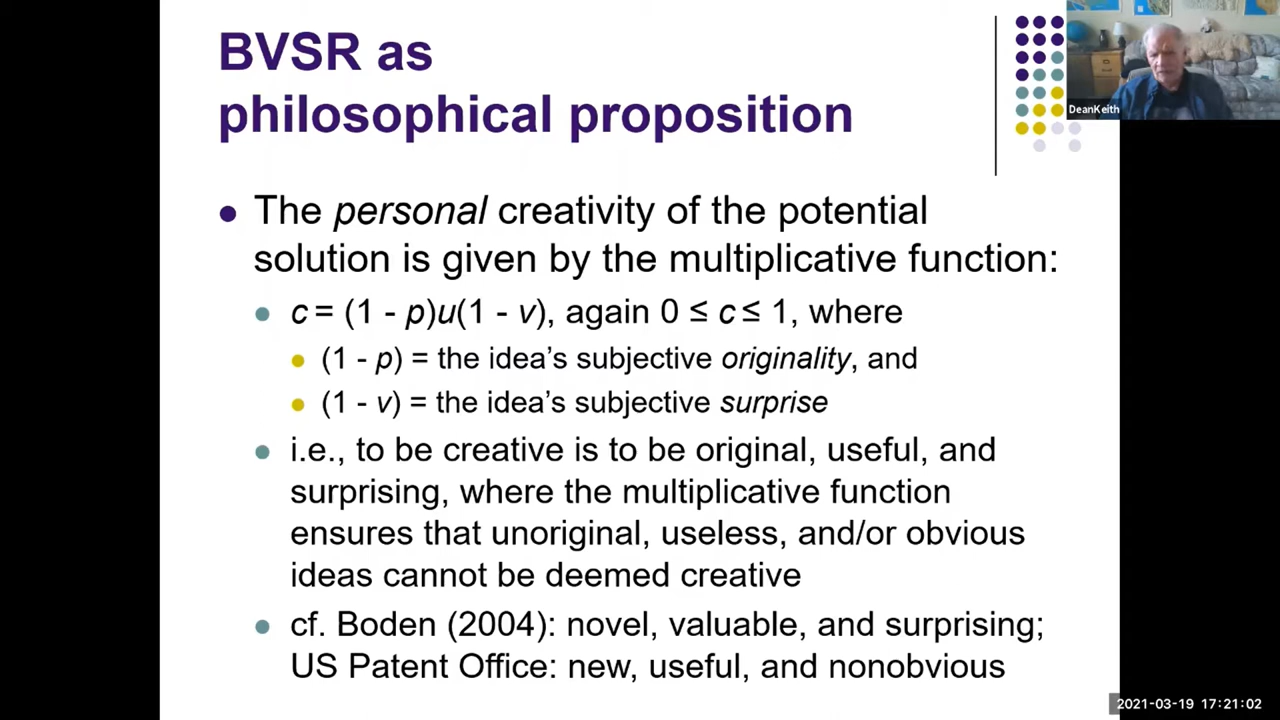 BVSR as
philosophical proposition
DeanKeith
The personal creativity of the potential
solution is given by the multiplicative function:
c = (1 - p)u(1 - v), again 0 ≤ c ≤ 1, where
(1 - p) = the idea's subjective originality, and
(1 - v) = the idea's subjective surprise
i.e., to be creative is to be original, useful, and
surprising, where the multiplicative function
ensures that unoriginal, useless, and/or obvious
ideas cannot be deemed creative
cf. Boden (2004): novel, valuable, and surprising;
US Patent Office: new, useful, and nonobvious
2021-03-19 17:21:02